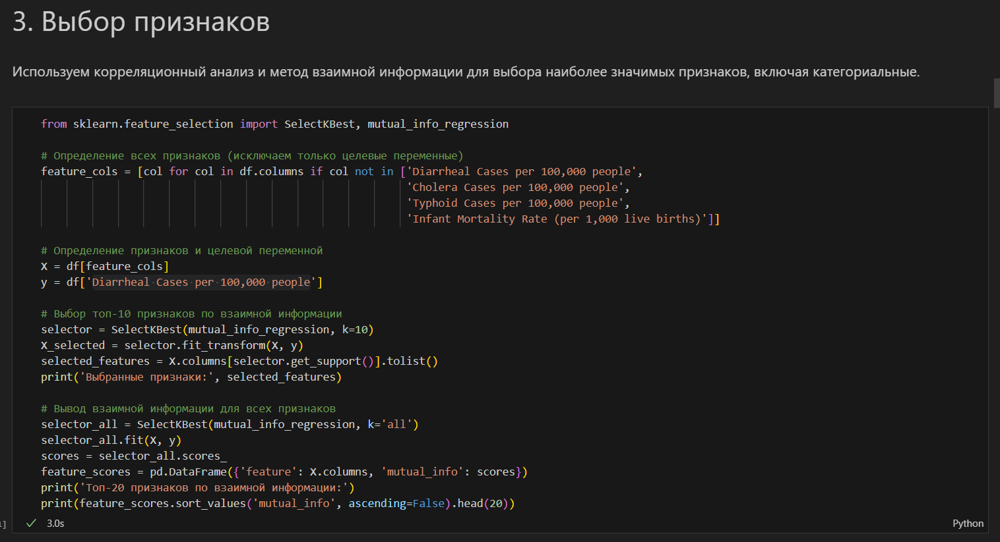 3. Выбор признаков
Используем корреляционный анализ и метод взаимной информации для выбора наиболее значимых признаков, включая категориальные.
from sklearn.feature_selection import SelectKBest, mutual_info_regression
# Определение всех признаков (исключаем только целевые переменные)
feature_cols = [col for col in df.columns if col not in ['Diarrheal Cases per 100,000 people',
'Cholera Cases per 100,000 people',
'Typhoid Cases per 100,000 people',
'Infant Mortality Rate (per 1,000 live births)']]
# Определение признаков и целевой переменной
X = df[feature_cols]
y = df['Diarrheal Cases per 100,000 people']
# Выбор топ-10 признаков по взаимной информации
selector = SelectKBest(mutual_info_regression, k=10)
X_selected = selector.fit_transform(X, y)
selected_features = X.columns[selector.get_support()].tolist()
print('Выбранные признаки:', selected_features)
# Вывод взаимной информации для всех признаков
selector_all = SelectKBest(mutual_info_regression, k='all')
selector_all.fit(X, y)
scores = selector_all.scores_
feature_scores = pd.DataFrame({'feature': X.columns, 'mutual_info': scores})
print('Топ-20 признаков по взаимной информации:')
print(feature_scores.sort_values('mutual_info', ascending=False).head(20))
3.0s
Python